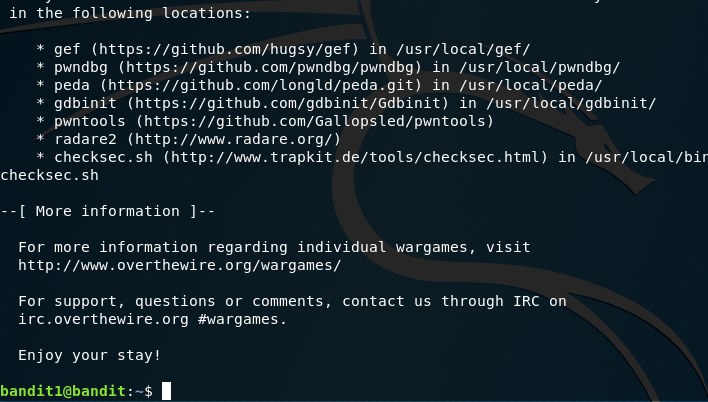 in the following locations:
* gef (https://github.com/hugsy/gef) in /usr/local/gef/
* pwndbg (https://github.com/pwndbg/pwndbg) in /usr/local/pwndbg/
* peda (https://github.com/longld/peda.git) in /usr/local/peda/
* gdbinit (https://github.com/gdbinit/Gdbinit) in /usr/local/gdbinit/
* pwntools (https://github.com/Gallopsled/pwntools)
* radare2 (http://www.radare.org/)
* checksec.sh (http://www.trapkit.de/tools/checksec.html) in /usr/local/bin
checksec.sh
--[ More information ]--
For more information regarding individual wargames, visit
http://www.overthewire.org/wargames/
For support, questions or comments, contact us through IRC on
irc.overthewire.org #wargames.
Enjoy your stay!
bandit1@bandit:~$